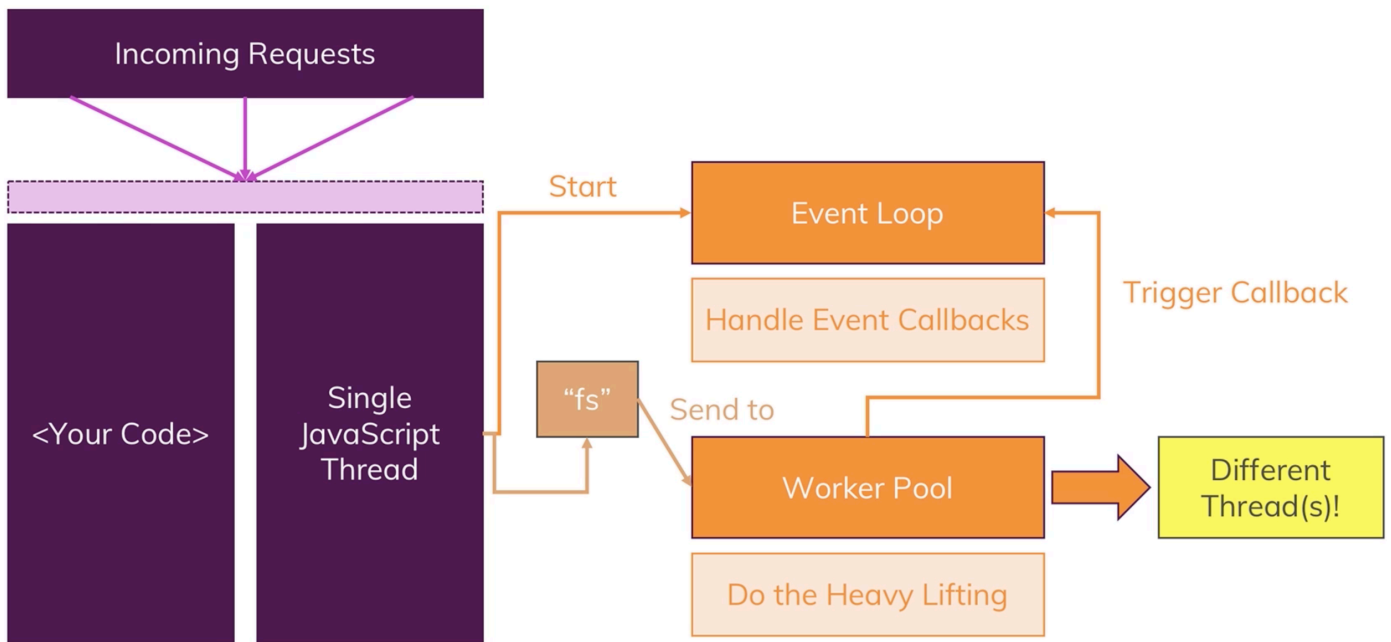 Incoming Requests
Start
Event Loop
Trigger Callback
Handle Event Callbacks
<Your Code>
Single
JavaScript
Thread
“fs”
Send to
Worker Pool
Different
Thread(s)!
Do the Heavy Lifting